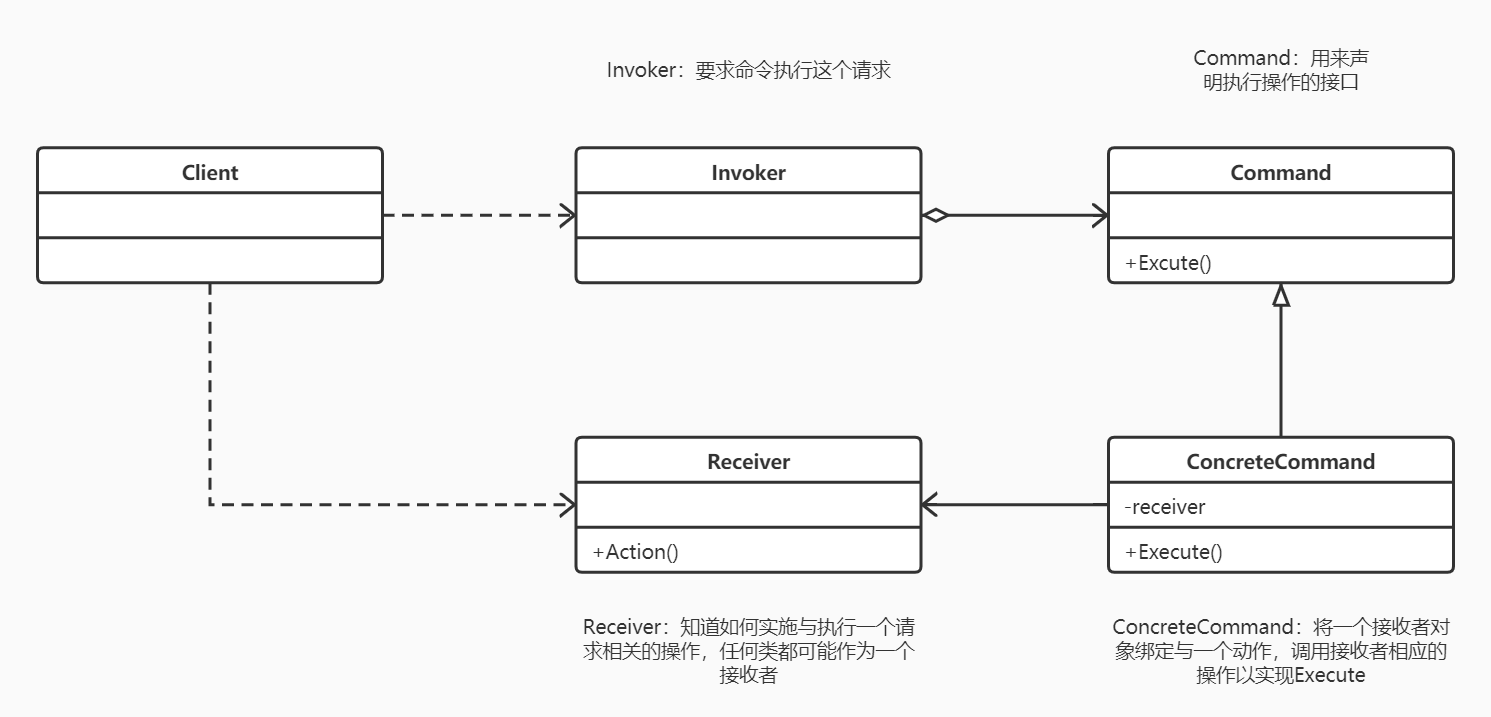 Invoker：要求命令执行这个请求
Command：用来声
明执行操作的接口
Client
Invoker
Command
+Excute()
Receiver
ConcreteCommand
-receiver
+Action()
+Execute()
Receiver：知道如何实施与执行一个请
求相关的操作，任何类都可能作为一个
接收者
ConcreteCommand：将一个接收者对
象绑定与一个动作，调用接收者相应的
操作以实现Execute